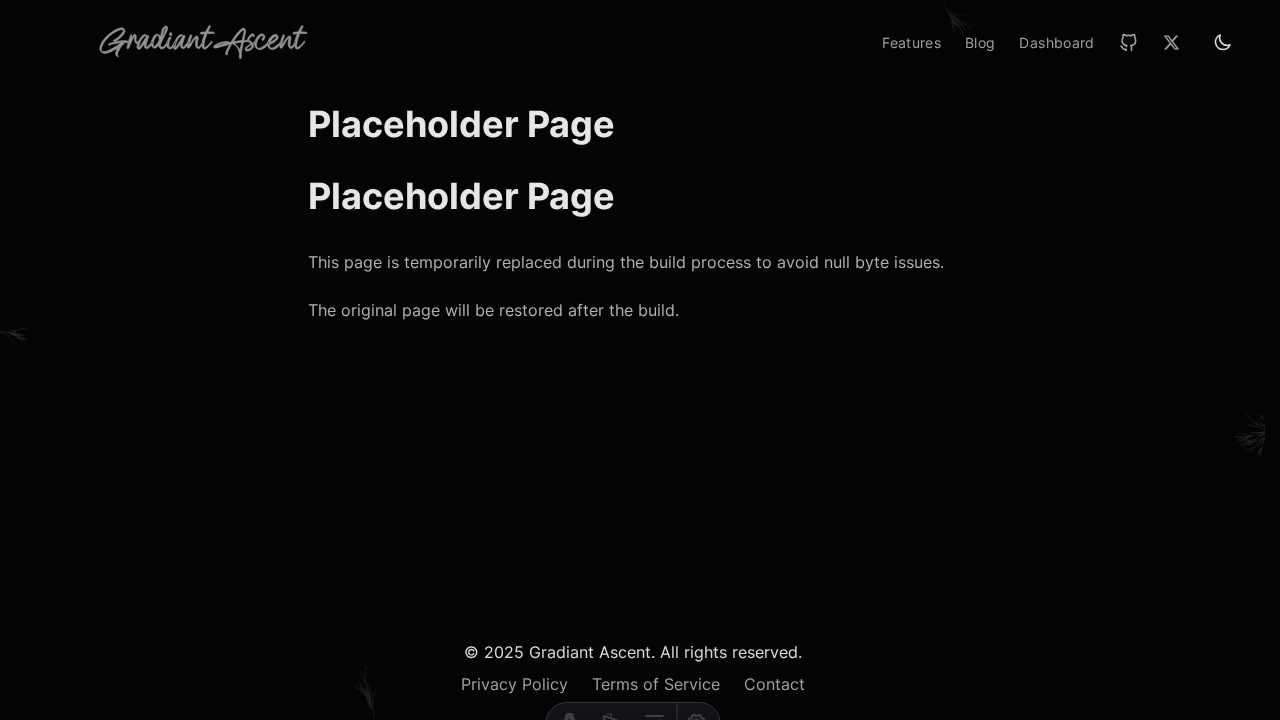 Gradiant Ascent
Features Blog Dashboard
Placeholder Page
Placeholder Page
This page is temporarily replaced during the build process to avoid null byte issues.
The original page will be restored after the build.
© 2025 Gradiant Ascent. All rights reserved.
Privacy Policy Terms of Service Contact